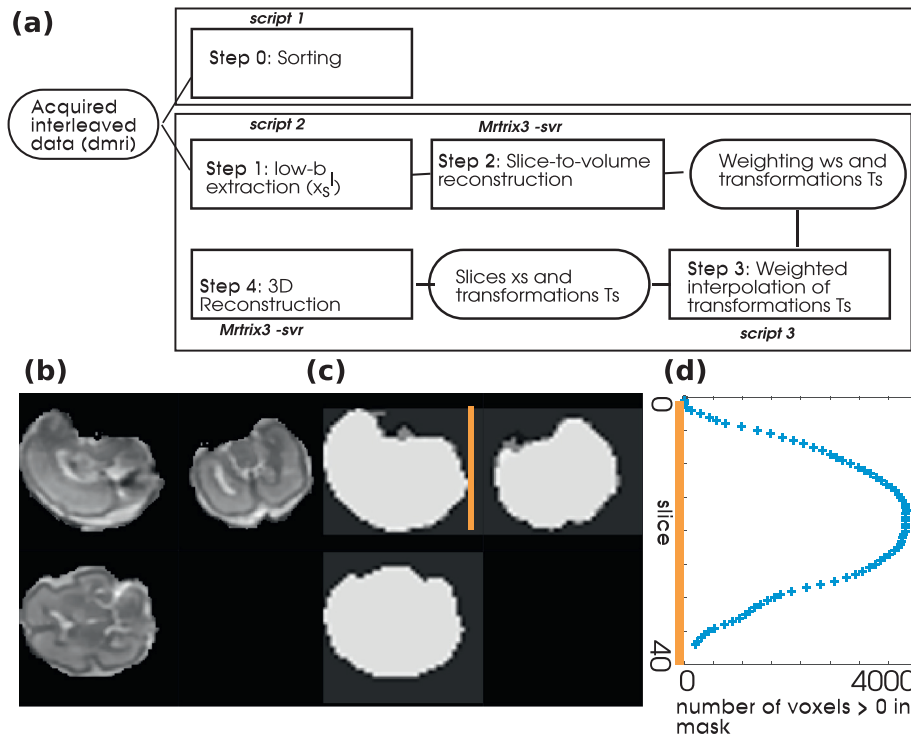 (a)
script 1
Step 0: Sorting
Acquired
interleaved
data (dmri)
script 2
Step 1: low-b
extraction (xsl)
Mrtrix3 -svr
Step 2: Slice-to-volume
reconstruction
Weighting ws and
transformations Ts
Step 4: 3D
Reconstruction
Mrtrix3 -svr
Slices xs and
transformations Ts
Step 3: Weighted
interpolation of
transformations Ts
script 3
(b)
(c)
(d)
0
slice
40
0
4000
number of voxels > 0 in
mask